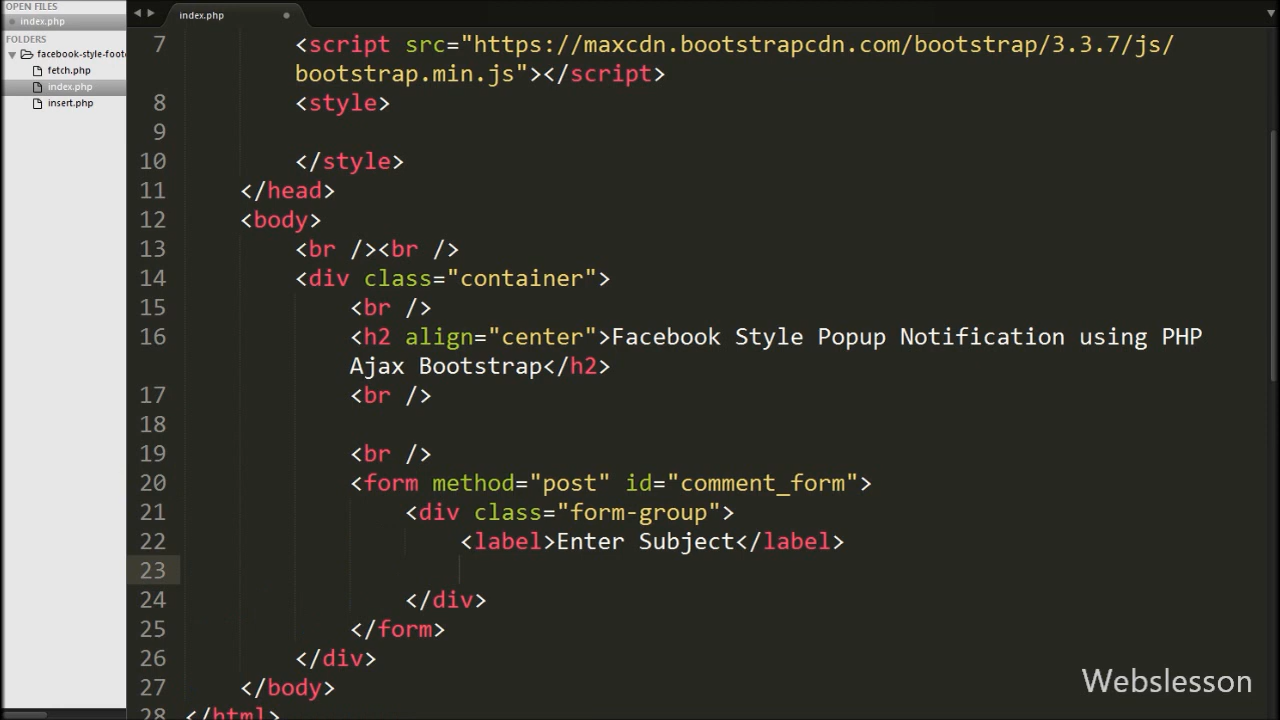 OPEN FILES
index.php
FOLDERS
facebook-style-foot
fetch.php
index.php
insert.php
index.php
7 <script src="https://maxcdn.bootstrapcdn.com/bootstrap/3.3.7/js/
bootstrap.min.js"></script>
8 <style>
9
10 </style>
11 </head>
12 <body>
13 <br /><br />
14 <div class="container">
15 <br />
16 <h2 align="center">Facebook Style Popup Notification using PHP
Ajax Bootstrap</h2>
17 <br />
18
19 <br />
20 <form method="post" id="comment_form">
21 <div class="form-group">
22 <label>Enter Subject</label>
23
24 </div>
25 </form>
26 </div>
27 </body>
28 </html>
Webslesson